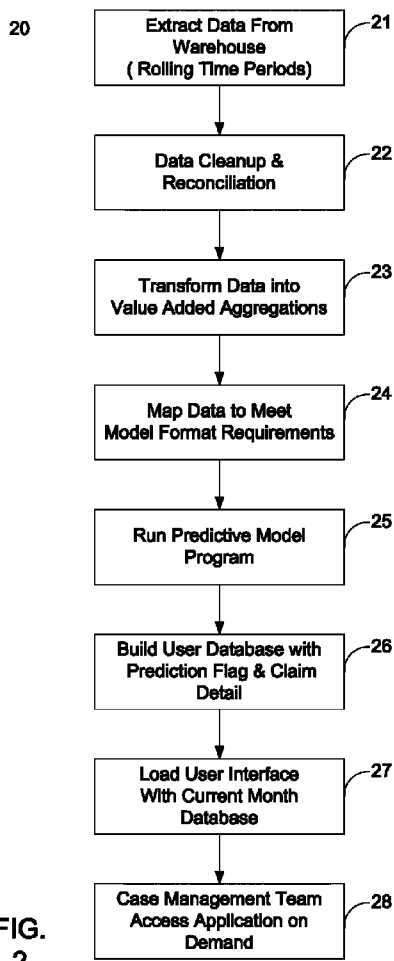 20
Extract Data From
Warehouse
( Rolling Time Periods)
21
Data Cleanup &
Reconciliation
22
Transform Data into
Value Added Aggregations
23
Map Data to Meet
Model Format Requirements
24
Run Predictive Model
Program
25
Build User Database with
Prediction Flag & Claim
Detail
26
Load User Interface
With Current Month
Database
27
Case Management Team
Access Application on
Demand
28
FIG.
2